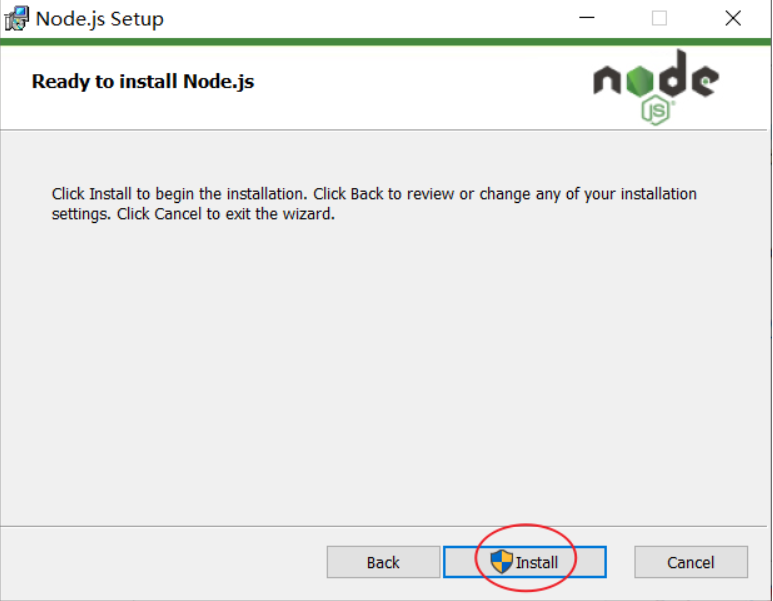 Node.js Setup
Ready to install Node.js
node
JS
Click Install to begin the installation. Click Back to review or change any of your installation
settings. Click Cancel to exit the wizard.
Back
Install
Cancel